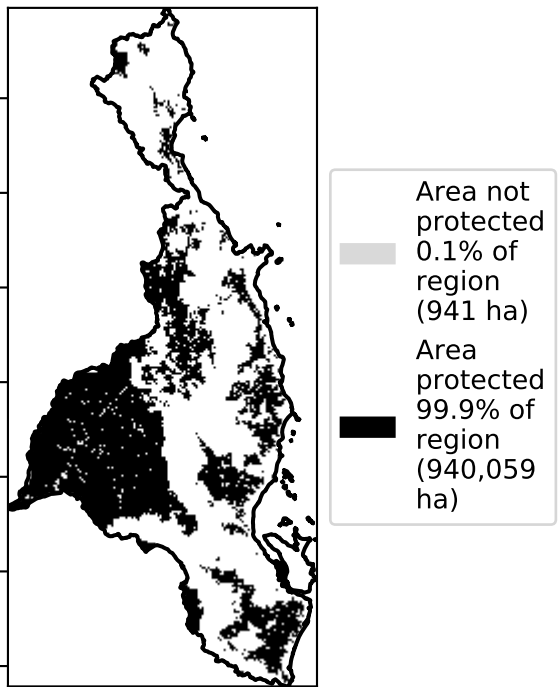 Area not
protected
0.1% of
region
(941 ha)
Area
protected
99.9% of
region
(940,059
ha)